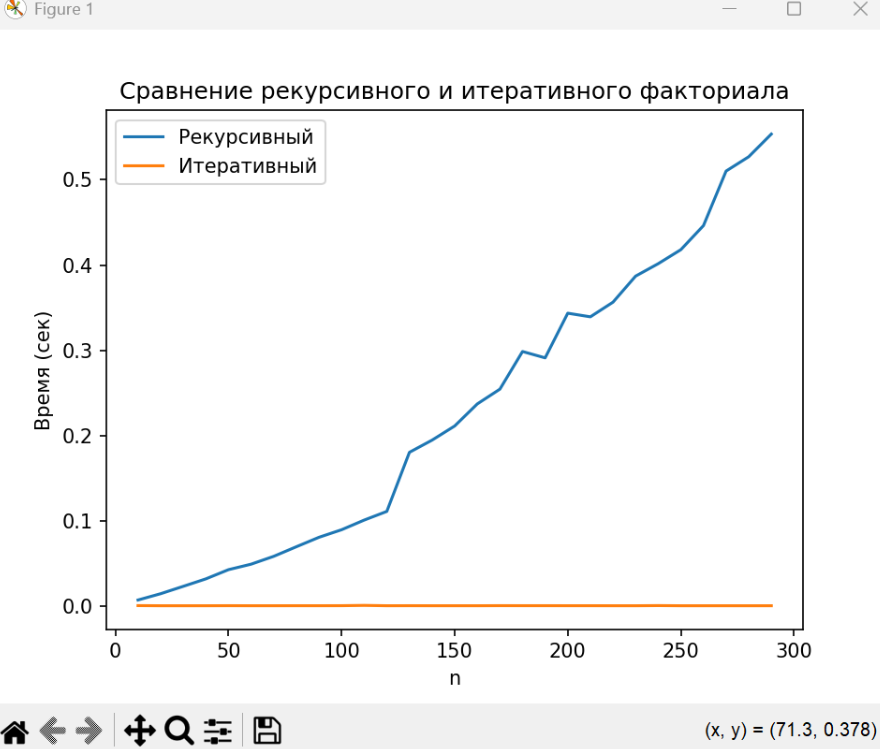 Figure 1
Сравнение рекурсивного и итеративного факториала
Рекурсивный
Итеративный
Время (сек)
0.5
0.4
0.3
0.2
0.1
0.0
0 50 100 150 200 250 300
n
(x, y) = (71.3, 0.378)